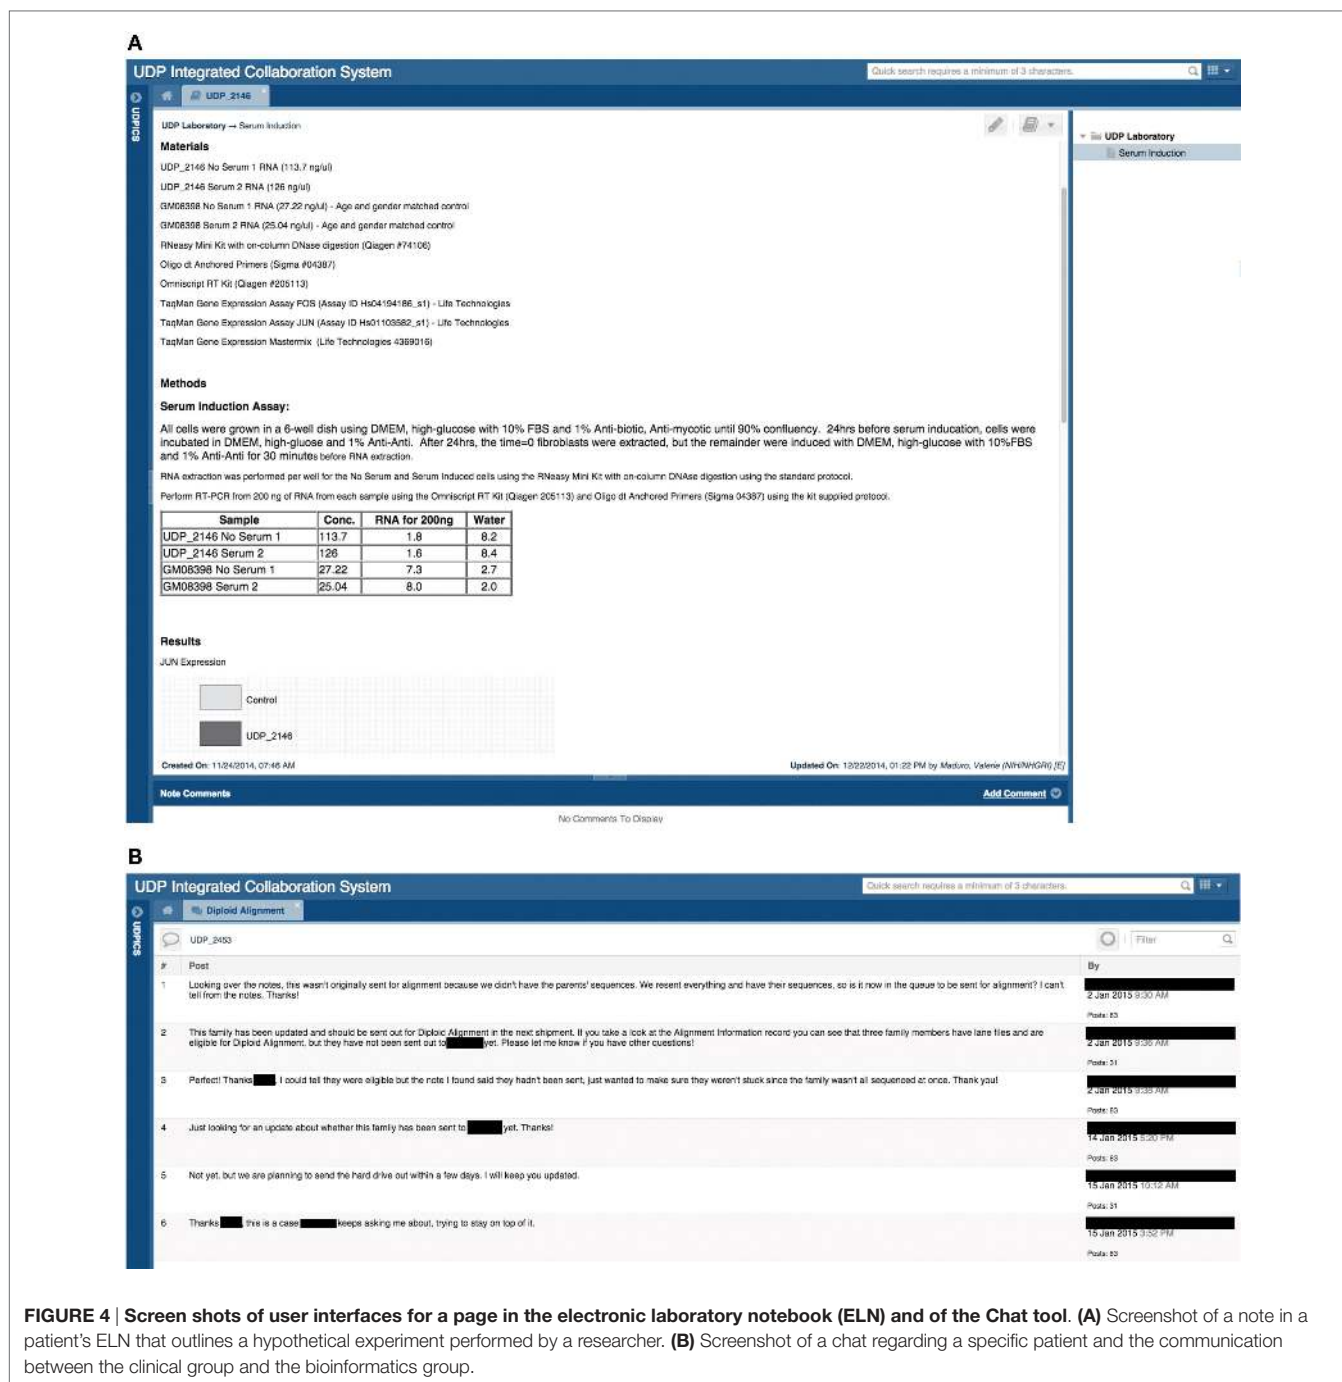 A
UDP Integrated Collaboration System
Quick search requires a minimum of 3 characters.
UDPICS
UDP_2146
UDP Laboratory → Serum Induction
UDP Laboratory
Serum Induction
Materials
UDP_2146 No Serum 1 RNA (113.7 ng/ul)
UDP_2146 Serum 2 RNA (126 ng/ul)
GM08398 No Serum 1 RNA (27.22 ng/ul) - Age and gender matched control
GM08398 Serum 2 RNA (25.04 ng/ul) - Age and gender matched control
RNeasy Mini Kit with on-column DNase digestion (Qiagen #74106)
Oligo dt Anchored Primers (Sigma #04387)
Omniscript RT Kit (Qiagen #205113)
TaqMan Gene Expression Assay FOS (Assay ID Hs04194186_s1) - Life Technologies
TaqMan Gene Expression Assay JUN (Assay ID Hs01103582_s1) - Life Technologies
TaqMan Gene Expression Mastermix (Life Technologies 4369016)
Methods
Serum Induction Assay:
All cells were grown in a 6-well dish using DMEM, high-glucose with 10% FBS and 1% Anti-biotic, Anti-mycotic until 90% confluency. 24hrs before serum inducation, cells were
incubated in DMEM, high-gluose and 1% Anti-Anti. After 24hrs, the time=0 fibroblasts were extracted, but the remainder were induced with DMEM, high-glucose with 10%FBS
and 1% Anti-Anti for 30 minutes before RNA extraction.
RNA extraction was performed per well for the No Serum and Serum Induced cells using the RNeasy Mini Kit with on-column DNAse digestion using the standard protocol.
Perform RT-PCR from 200 ng of RNA from each sample using the Omniscript RT Kit (Qiagen 205113) and Oligo dt Anchored Primers (Sigma 04387) using the kit supplied protocol.
Sample Conc. RNA for 200ng Water
UDP_2146 No Serum 1 113.7 1.8 8.2
UDP_2146 Serum 2 126 1.6 8.4
GM08398 No Serum 1 27.22 7.3 2.7
GM08398 Serum 2 25.04 8.0 2.0
Results
JUN Expression
Control
UDP_2146
Created On: 11/24/2014, 07:46 AM
Updated On: 12/22/2014, 01:22 PM by Maduro, Valerie (NIH/NHGRI) [E]
Note Comments
Add Comment
No Comments To Display
B
UDP Integrated Collaboration System
Quick search requires a minimum of 3 characters.
UDPICS
Diploid Alignment
UDP_2453
Filter
# Post By
1 Looking over the notes, this wasn't originally sent for alignment because we didn't have the parents' sequences. We resent everything and have their sequences, so is it now in the queue to be sent for alignment? I can't
tell from the notes. Thanks!
2 Jan 2015 9:30 AM
Posts: 63
2 This family has been updated and should be sent out for Diploid Alignment in the next shipment. If you take a look at the Alignment Information record you can see that three family members have lane files and are
eligible for Diploid Alignment, but they have not been sent out to yet. Please let me know if you have other questions!
2 Jan 2015 9:36 AM
Posts: 31
3 Perfect! Thanks , I could tell they were eligible but the note I found said they hadn't been sent, just wanted to make sure they weren't stuck since the family wasn't all sequenced at once. Thank you!
2 Jan 2015 9:38 AM
Posts: 63
4 Just looking for an update about whether this family has been sent to yet. Thanks!
14 Jan 2015 5:20 PM
Posts: 63
5 Not yet, but we are planning to send the hard drive out within a few days. I will keep you updated.
15 Jan 2015 10:12 AM
Posts: 31
6 Thanks , this is a case keeps asking me about, trying to stay on top of it.
15 Jan 2015 3:52 PM
Posts: 63
FIGURE 4 | Screen shots of user interfaces for a page in the electronic laboratory notebook (ELN) and of the Chat tool. (A) Screenshot of a note in a
patient's ELN that outlines a hypothetical experiment performed by a researcher. (B) Screenshot of a chat regarding a specific patient and the communication
between the clinical group and the bioinformatics group.